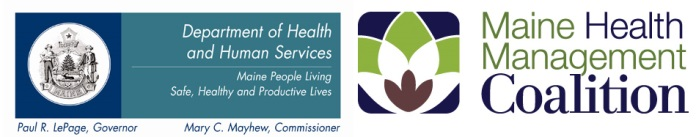 Department of Health
and Human Services
Maine People Living
Safe, Healthy and Productive Lives
Paul R. LePage, Governor
Mary C. Mayhew, Commissioner
Maine Health
Management
Coalition